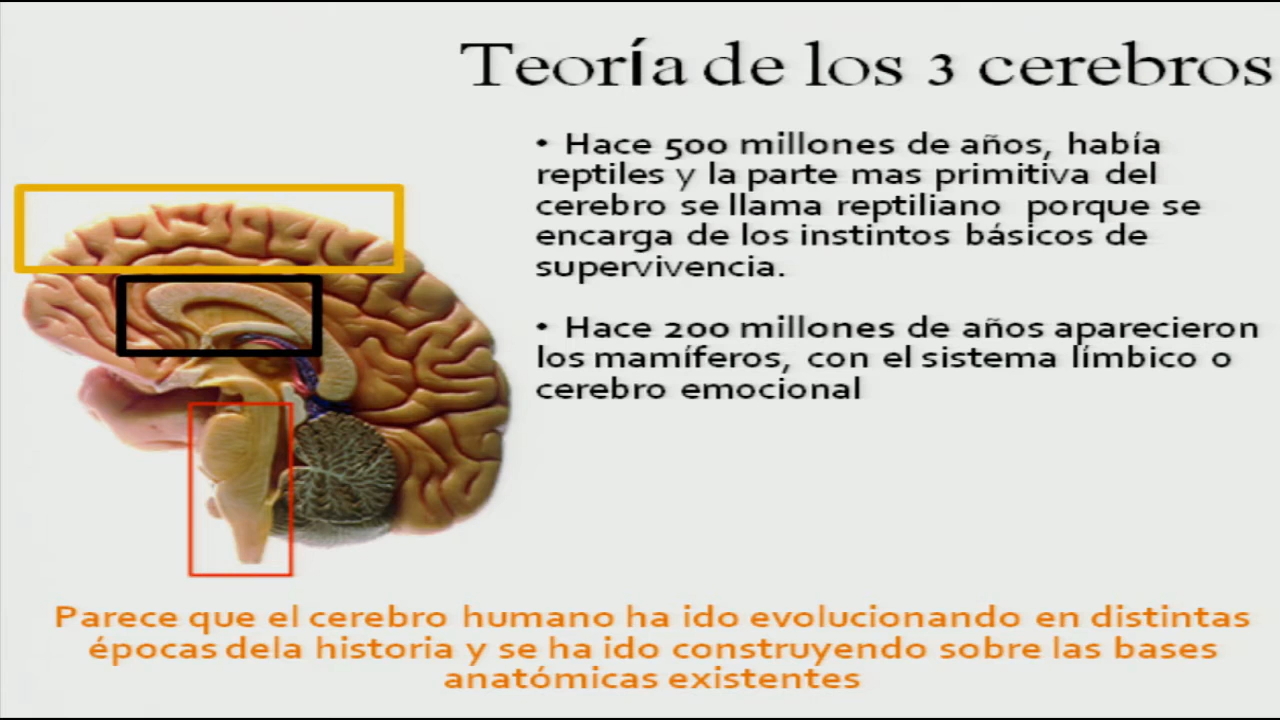 Teoría de los 3 cerebros
• Hace 500 millones de años, había
reptiles y la parte mas primitiva del
cerebro se llama reptiliano porque se
encarga de los instintos básicos de
supervivencia.
• Hace 200 millones de años aparecieron
los mamíferos, con el sistema límbico o
cerebro emocional
Parece que el cerebro humano ha ido evolucionando en distintas
épocas dela historia y se ha ido construyendo sobre las bases
anatómicas existentes